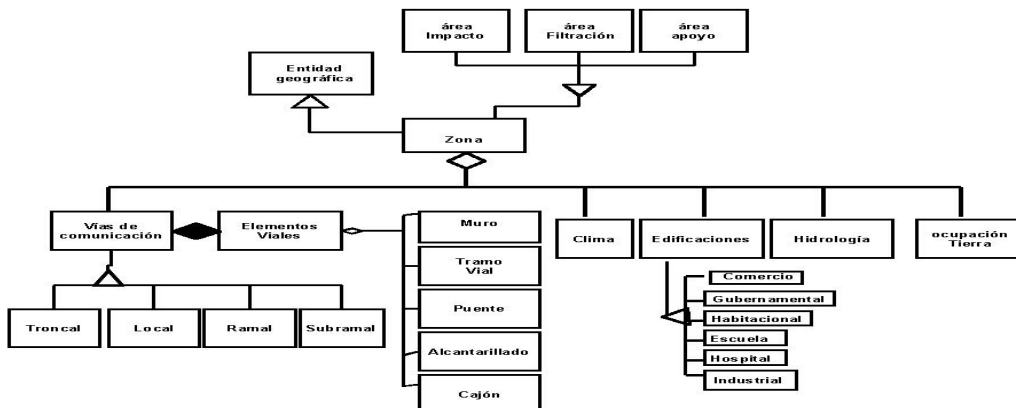 área
Impacto
área
Filtración
área
apoyo
Entidad
geográfica
Zona
Vías de
comunicación
Elementos
Viales
Muro
Tramo
Vial
Puente
Alcantarillado
Cajón
Clima
Edificaciones
Hidrología
ocupación
Tierra
Troncal
Local
Ramal
Subramal
Comercio
Gubernamental
Habitacional
Escuela
Hospital
Industrial